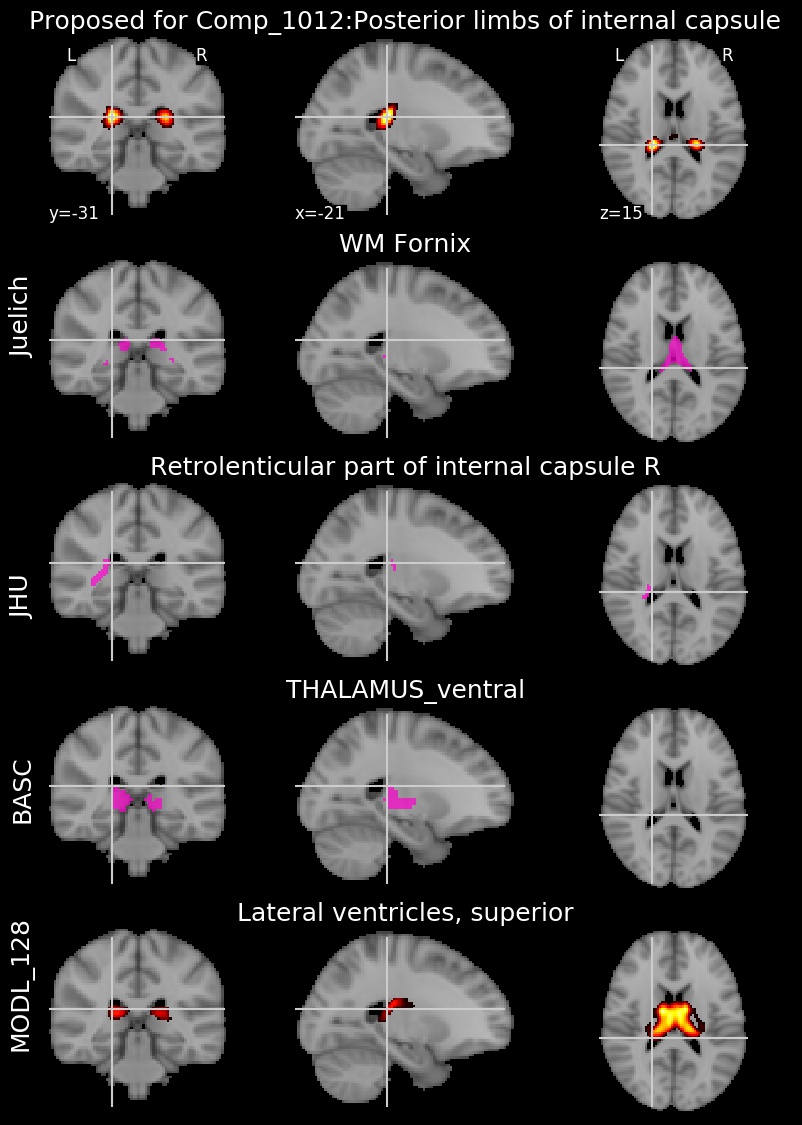 Proposed for Comp_1012:Posterior limbs of internal capsule
L R L R
y=-31 x=-21 z=15
WM Fornix
Juelich
Retrolenticular part of internal capsule R
JHU
THALAMUS_ventral
BASC
Lateral ventricles, superior
MODL_128